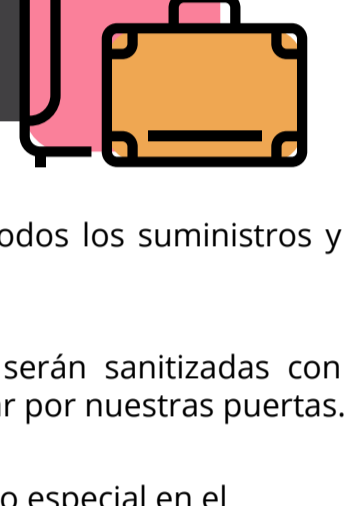 odos los suministros y
serán sanitizadas con
por nuestras puertas.
o especial en el